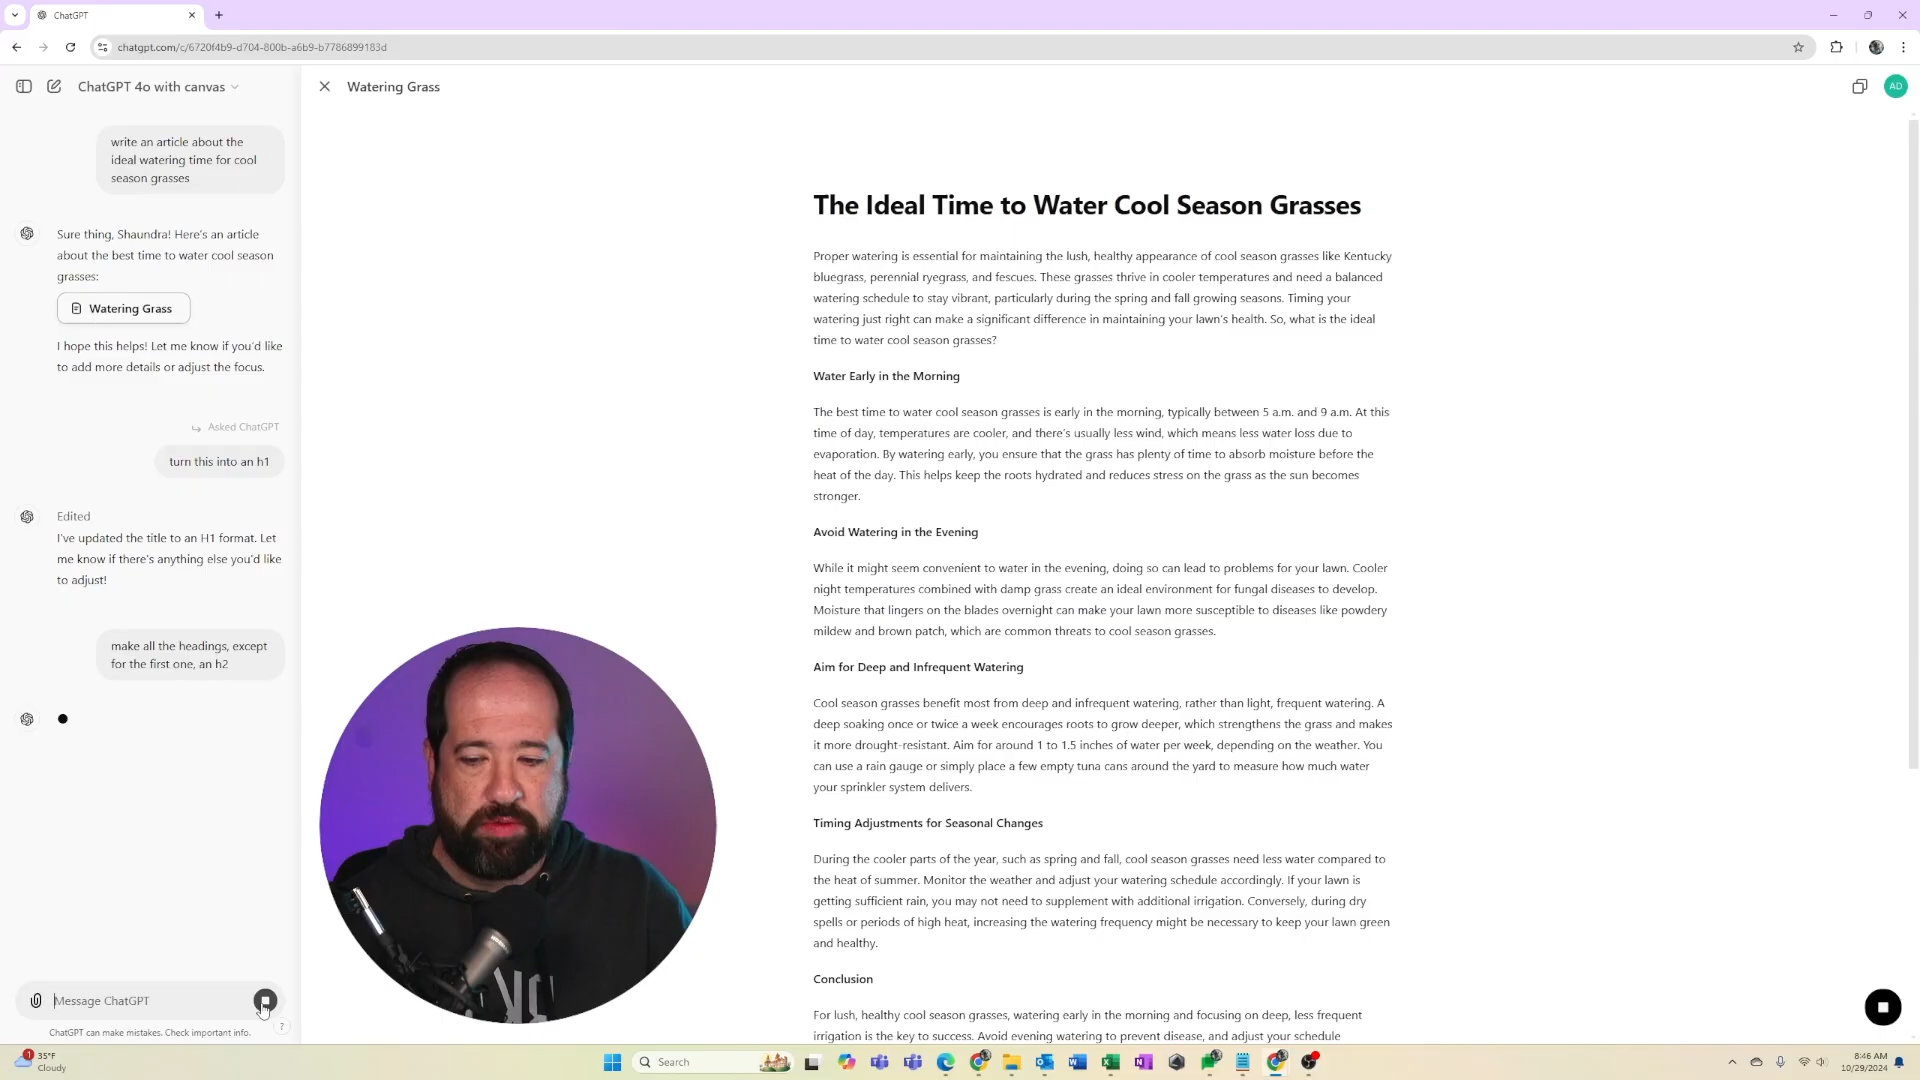 ChatGPT
chatgpt.com/c/6720f4b9-d704-800b-a6b9-b7786899183d
ChatGPT 4o with canvas
write an article about the
ideal watering time for cool
season grasses
Sure thing, Shaundra! Here's an article
about the best time to water cool season
grasses:
Watering Grass
I hope this helps! Let me know if you'd like
to add more details or adjust the focus.
Asked ChatGPT
turn this into an h1
Edited
I've updated the title to an H1 format. Let
me know if there's anything else you'd like
to adjust!
make all the headings, except
for the first one, an h2
Message ChatGPT
ChatGPT can make mistakes. Check important info.
?
Watering Grass
AD
The Ideal Time to Water Cool Season Grasses
Proper watering is essential for maintaining the lush, healthy appearance of cool season grasses like Kentucky
bluegrass, perennial ryegrass, and fescues. These grasses thrive in cooler temperatures and need a balanced
watering schedule to stay vibrant, particularly during the spring and fall growing seasons. Timing your
watering just right can make a significant difference in maintaining your lawn's health. So, what is the ideal
time to water cool season grasses?
Water Early in the Morning
The best time to water cool season grasses is early in the morning, typically between 5 a.m. and 9 a.m. At this
time of day, temperatures are cooler, and there's usually less wind, which means less water loss due to
evaporation. By watering early, you ensure that the grass has plenty of time to absorb moisture before the
heat of the day. This helps keep the roots hydrated and reduces stress on the grass as the sun becomes
stronger.
Avoid Watering in the Evening
While it might seem convenient to water in the evening, doing so can lead to problems for your lawn. Cooler
night temperatures combined with damp grass create an ideal environment for fungal diseases to develop.
Moisture that lingers on the blades overnight can make your lawn more susceptible to diseases like powdery
mildew and brown patch, which are common threats to cool season grasses.
Aim for Deep and Infrequent Watering
Cool season grasses benefit most from deep and infrequent watering, rather than light, frequent watering. A
deep soaking once or twice a week encourages roots to grow deeper, which strengthens the grass and makes
it more drought-resistant. Aim for around 1 to 1.5 inches of water per week, depending on the weather. You
can use a rain gauge or simply place a few empty tuna cans around the yard to measure how much water
your sprinkler system delivers.
Timing Adjustments for Seasonal Changes
During the cooler parts of the year, such as spring and fall, cool season grasses need less water compared to
the heat of summer. Monitor the weather and adjust your watering schedule accordingly. If your lawn is
getting sufficient rain, you may not need to supplement with additional irrigation. Conversely, during dry
spells or periods of high heat, increasing the watering frequency might be necessary to keep your lawn green
and healthy.
Conclusion
For lush, healthy cool season grasses, watering early in the morning and focusing on deep, less frequent
irrigation is the key to success. Avoid evening watering to prevent disease, and adjust your schedule
1
35°F
Cloudy
Search
8:46 AM
10/29/2024